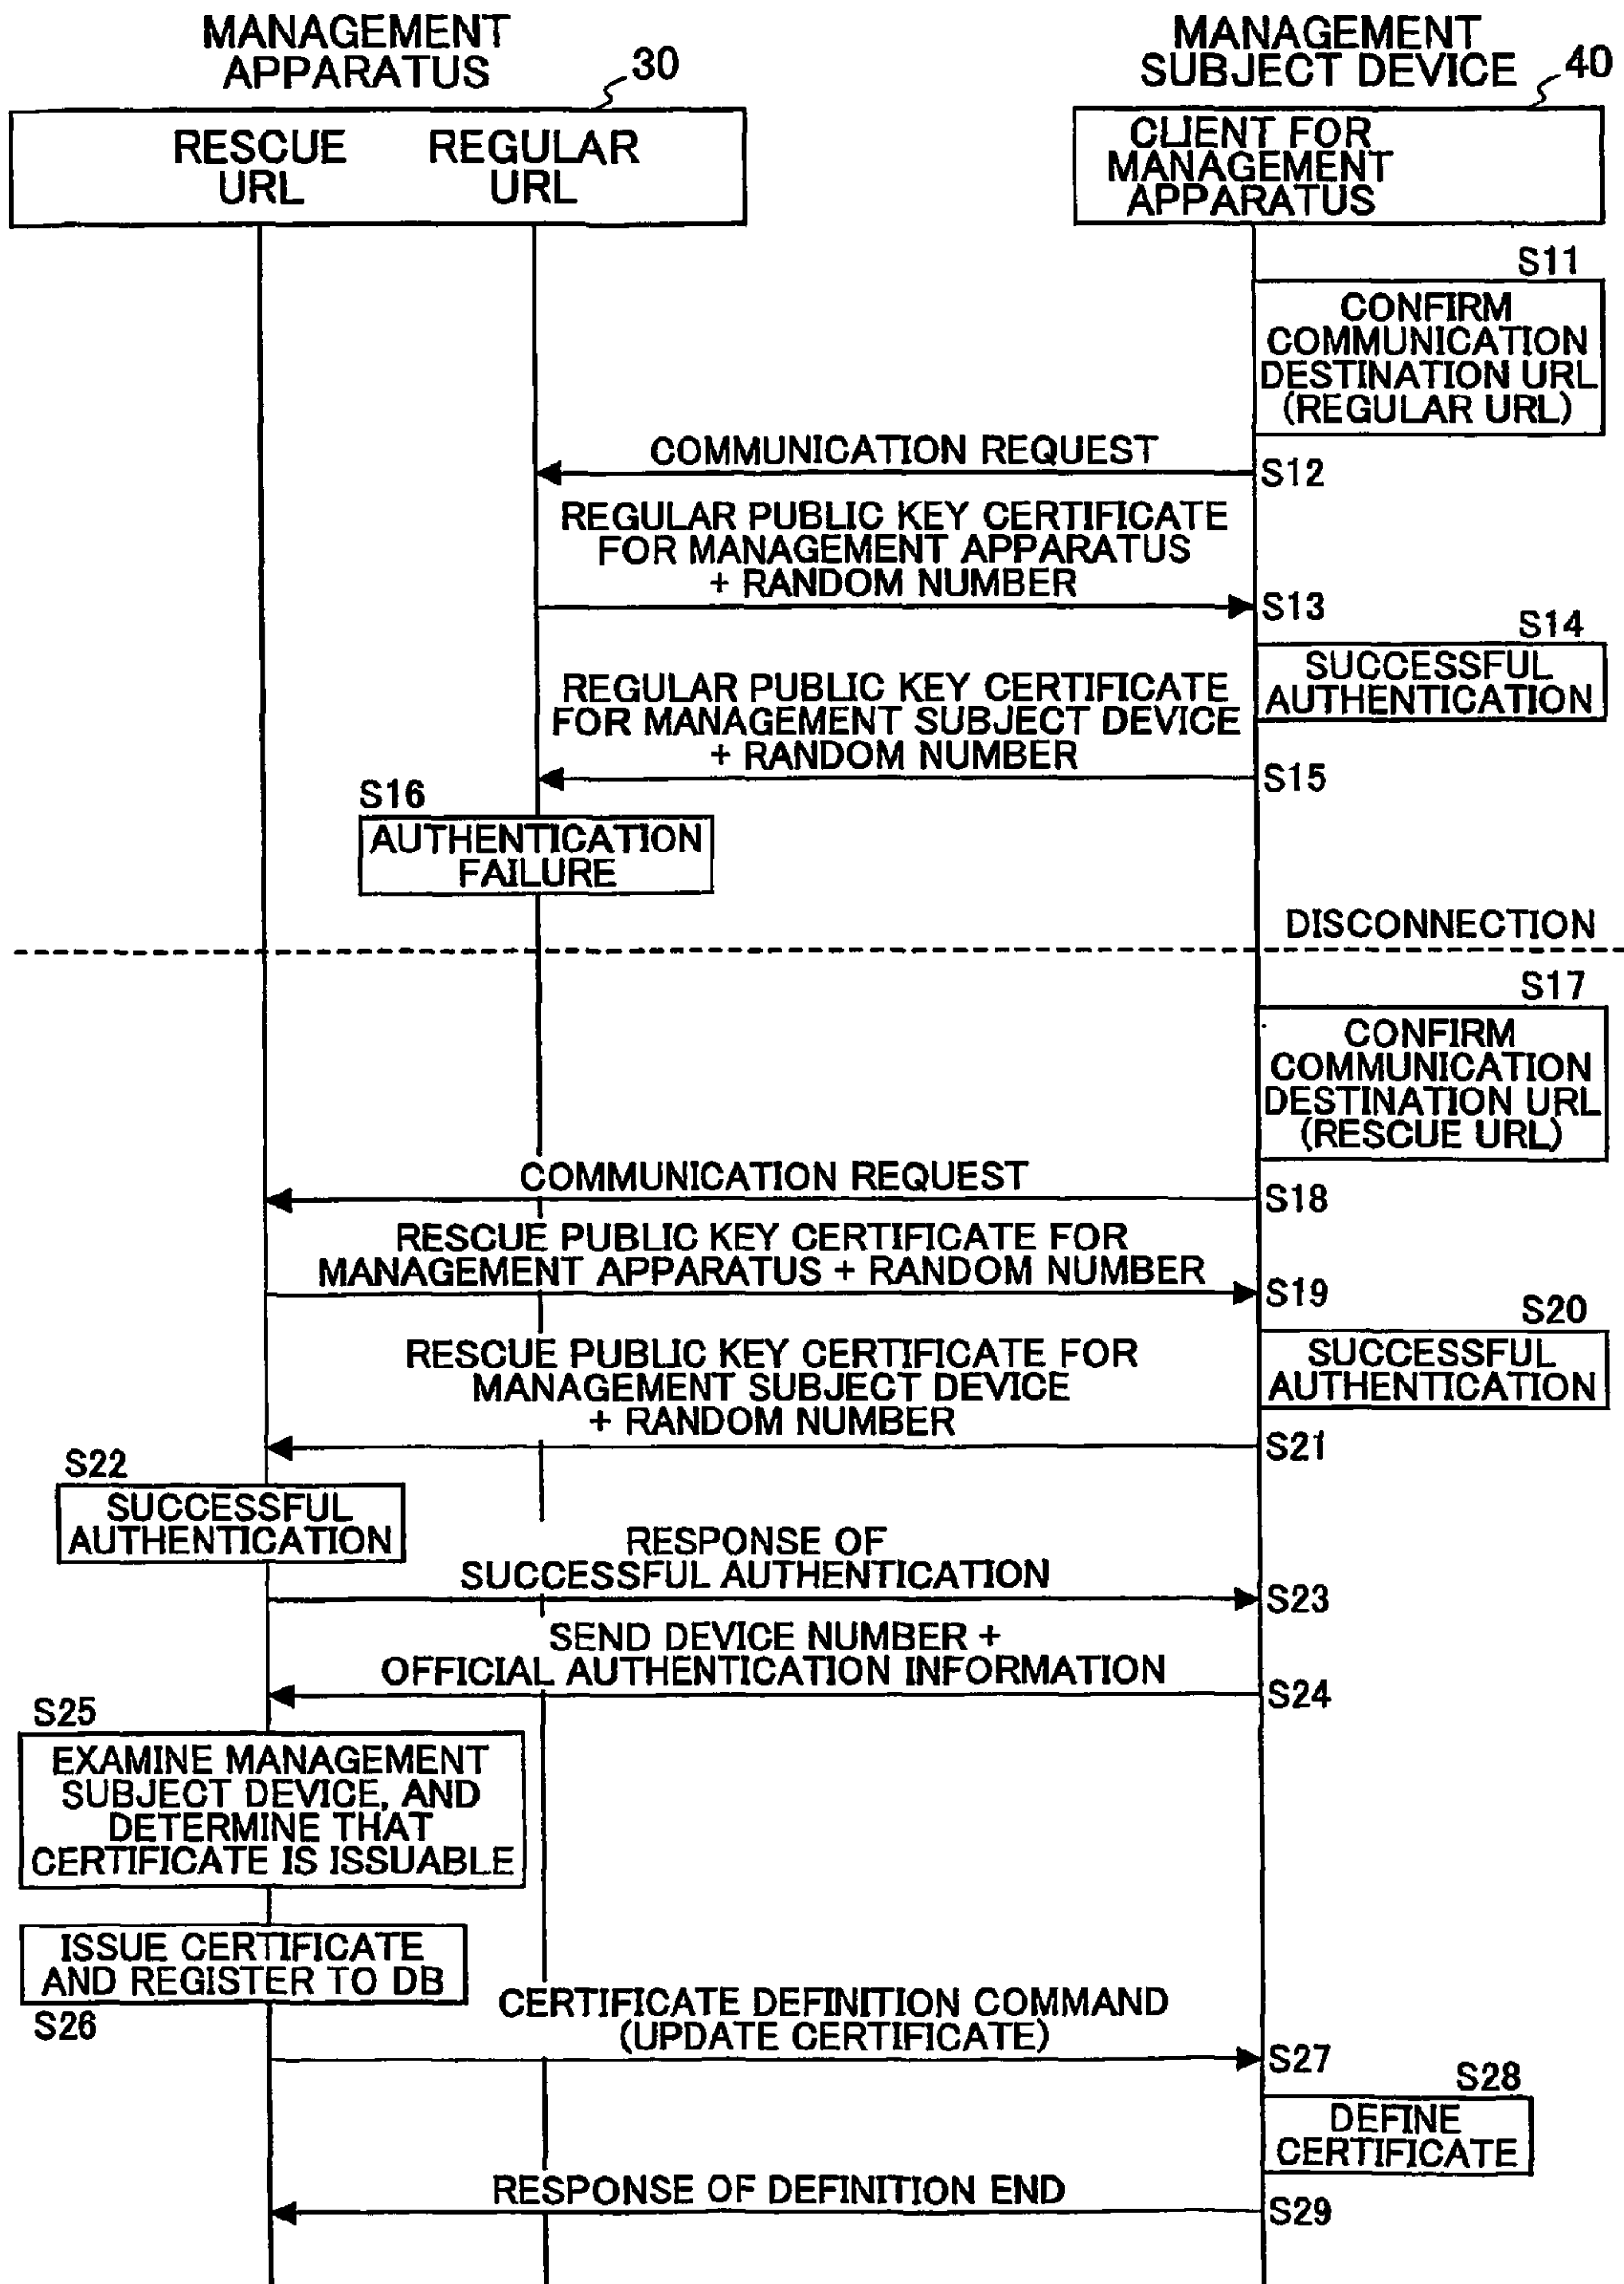 MANAGEMENT
APPARATUS
30
MANAGEMENT
SUBJECT DEVICE
40
RESCUE
URL
REGULAR
URL
CLIENT FOR
MANAGEMENT
APPARATUS
S11
CONFIRM
COMMUNICATION
DESTINATION URL
(REGULAR URL)
COMMUNICATION REQUEST
S12
REGULAR PUBLIC KEY CERTIFICATE
FOR MANAGEMENT APPARATUS
+ RANDOM NUMBER
S13
S14
SUCCESSFUL
AUTHENTICATION
REGULAR PUBLIC KEY CERTIFICATE
FOR MANAGEMENT SUBJECT DEVICE
+ RANDOM NUMBER
S15
S16
AUTHENTICATION
FAILURE
DISCONNECTION
S17
CONFIRM
COMMUNICATION
DESTINATION URL
(RESCUE URL)
COMMUNICATION REQUEST
S18
RESCUE PUBLIC KEY CERTIFICATE FOR
MANAGEMENT APPARATUS + RANDOM NUMBER
S19
S20
SUCCESSFUL
AUTHENTICATION
RESCUE PUBLIC KEY CERTIFICATE FOR
MANAGEMENT SUBJECT DEVICE
+ RANDOM NUMBER
S21
S22
SUCCESSFUL
AUTHENTICATION
RESPONSE OF
SUCCESSFUL AUTHENTICATION
S23
SEND DEVICE NUMBER +
OFFICIAL AUTHENTICATION INFORMATION
S24
S25
EXAMINE MANAGEMENT
SUBJECT DEVICE, AND
DETERMINE THAT
CERTIFICATE IS ISSUABLE
ISSUE CERTIFICATE
AND REGISTER TO DB
S26
CERTIFICATE DEFINITION COMMAND
(UPDATE CERTIFICATE)
S27
S28
DEFINE
CERTIFICATE
RESPONSE OF DEFINITION END
S29